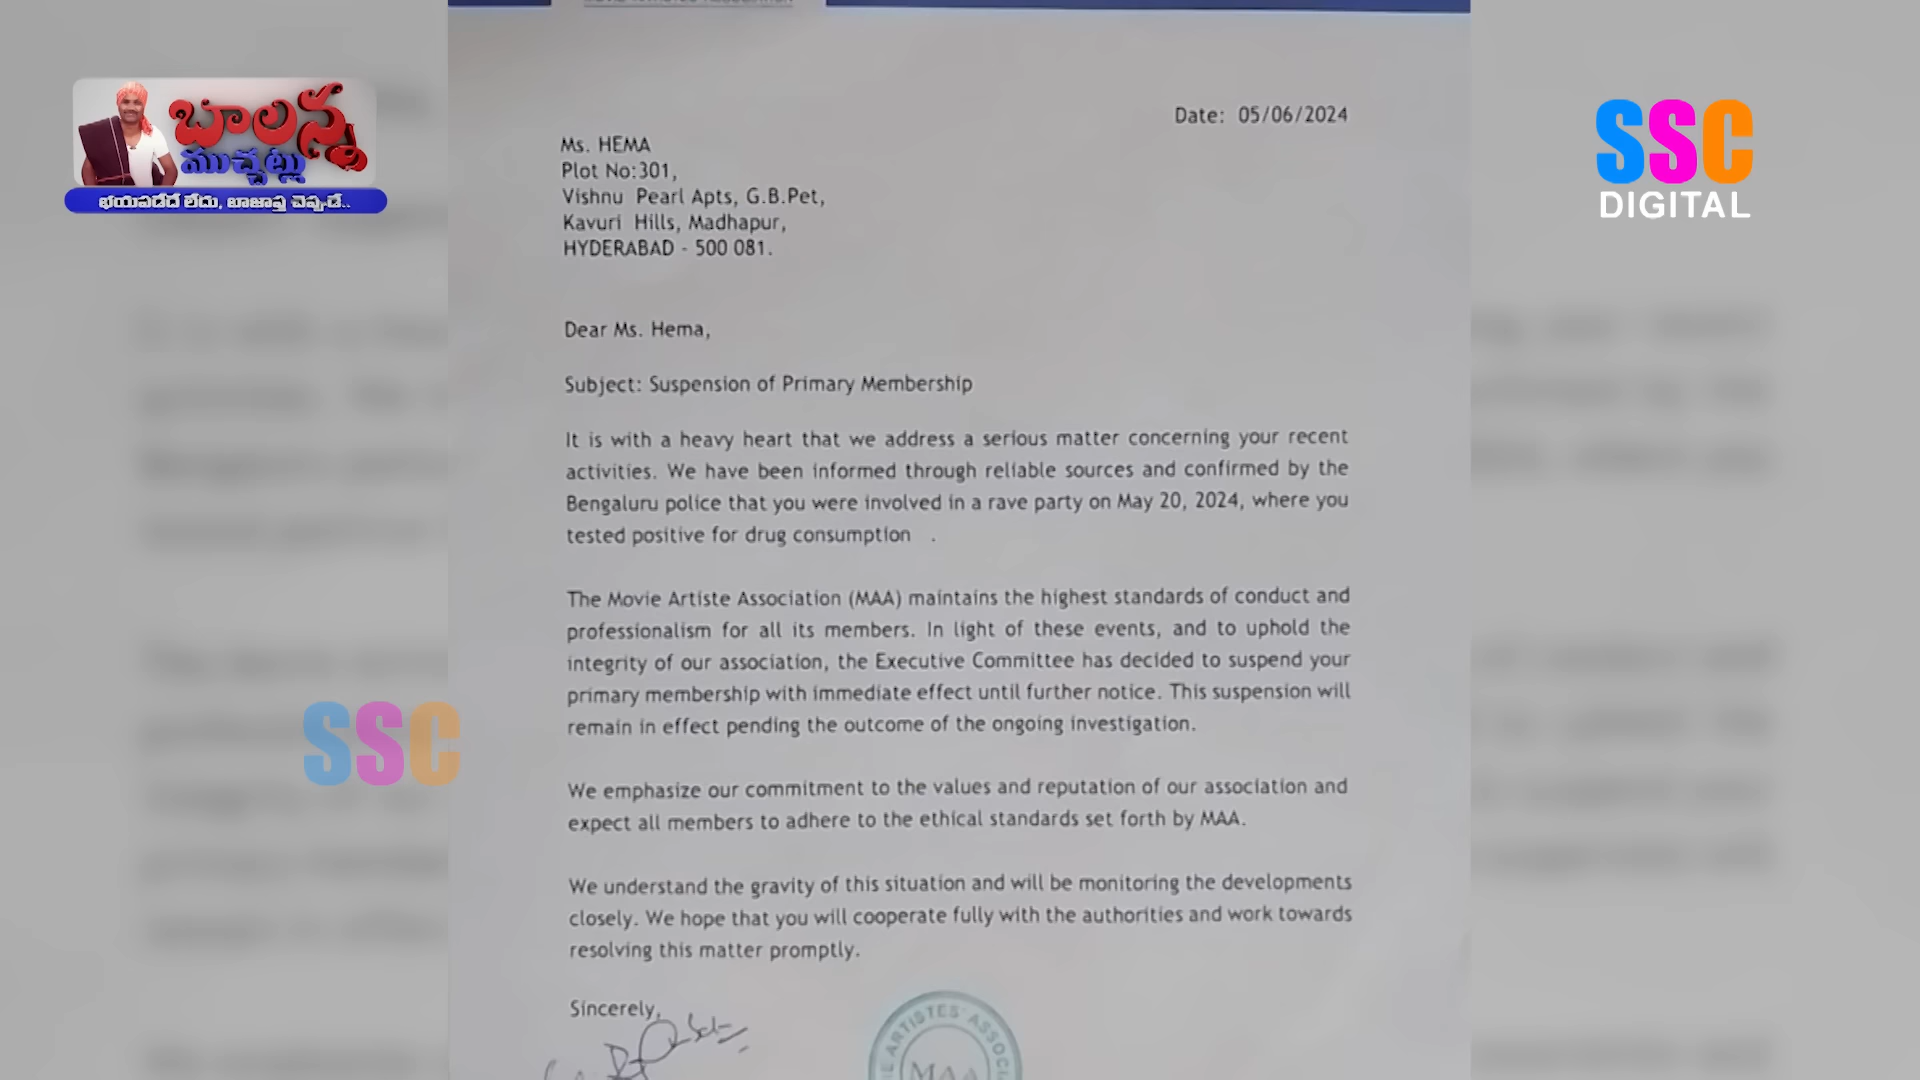 MOVIE ARTISTES ASSOCIATION
బాలన్న
ముచ్చట్లు
భయపడేదే లేదు, బాజాప్త చెప్పుడే..
SSC
DIGITAL
Date: 05/06/2024
Ms. HEMA
Plot No:301,
Vishnu Pearl Apts, G.B.Pet,
Kavuri Hills, Madhapur,
HYDERABAD - 500 081.
Dear Ms. Hema,
Subject: Suspension of Primary Membership
It is with a heavy heart that we address a serious matter concerning your recent
activities. We have been informed through reliable sources and confirmed by the
Bengaluru police that you were involved in a rave party on May 20, 2024, where you
tested positive for drug consumption .
The Movie Artiste Association (MAA) maintains the highest standards of conduct and
professionalism for all its members. In light of these events, and to uphold the
integrity of our association, the Executive Committee has decided to suspend your
primary membership with immediate effect until further notice. This suspension will
remain in effect pending the outcome of the ongoing investigation.
SSC
We emphasize our commitment to the values and reputation of our association and
expect all members to adhere to the ethical standards set forth by MAA.
We understand the gravity of this situation and will be monitoring the developments
closely. We hope that you will cooperate fully with the authorities and work towards
resolving this matter promptly.
Sincerely,
ARTISTES' ASSOCI
MAA